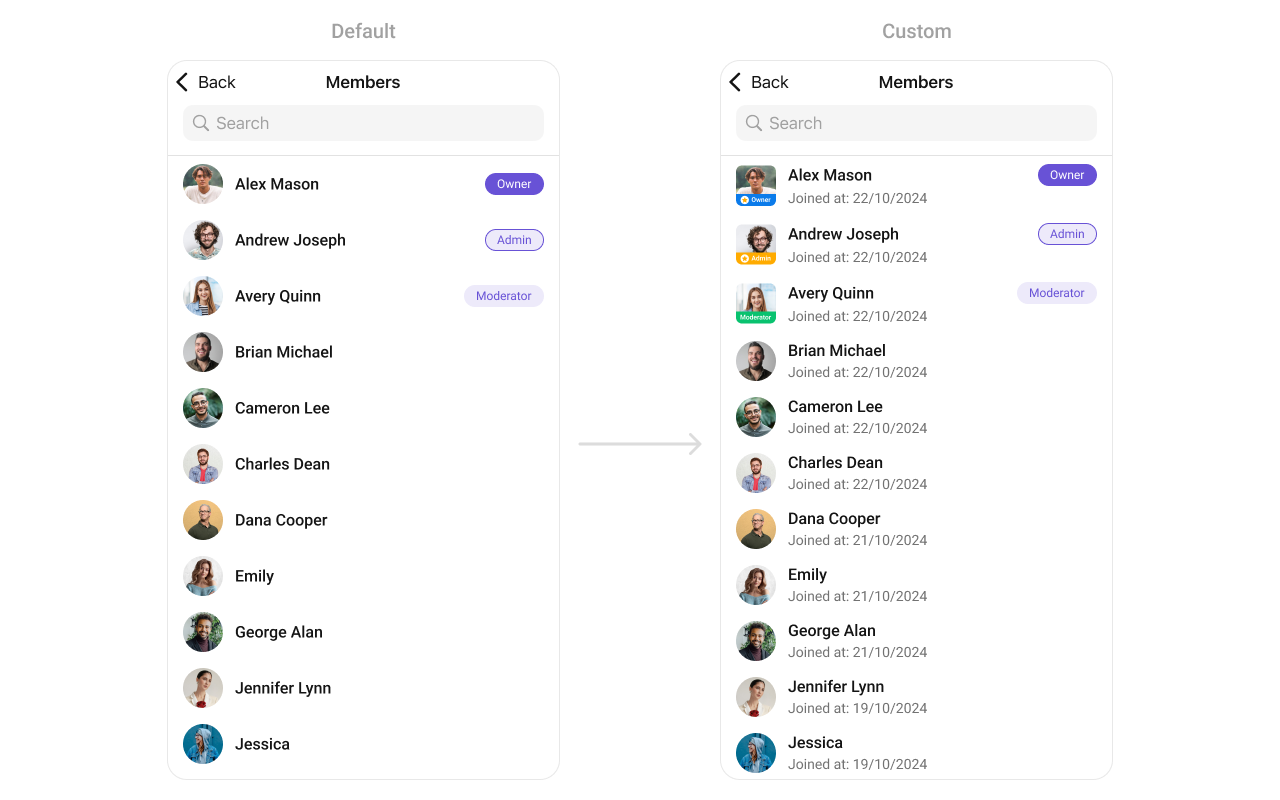 Default
Back Members
Search
Alex Mason Owner
Andrew Joseph Admin
Avery Quinn Moderator
Brian Michael
Cameron Lee
Charles Dean
Dana Cooper
Emily
George Alan
Jennifer Lynn
Jessica
Custom
Back Members
Search
Alex Mason Owner
Owner
Joined at: 22/10/2024
Andrew Joseph Admin
Admin
Joined at: 22/10/2024
Avery Quinn Moderator
Moderator
Joined at: 22/10/2024
Brian Michael
Joined at: 22/10/2024
Cameron Lee
Joined at: 22/10/2024
Charles Dean
Joined at: 22/10/2024
Dana Cooper
Joined at: 21/10/2024
Emily
Joined at: 21/10/2024
George Alan
Joined at: 21/10/2024
Jennifer Lynn
Joined at: 19/10/2024
Jessica
Joined at: 19/10/2024